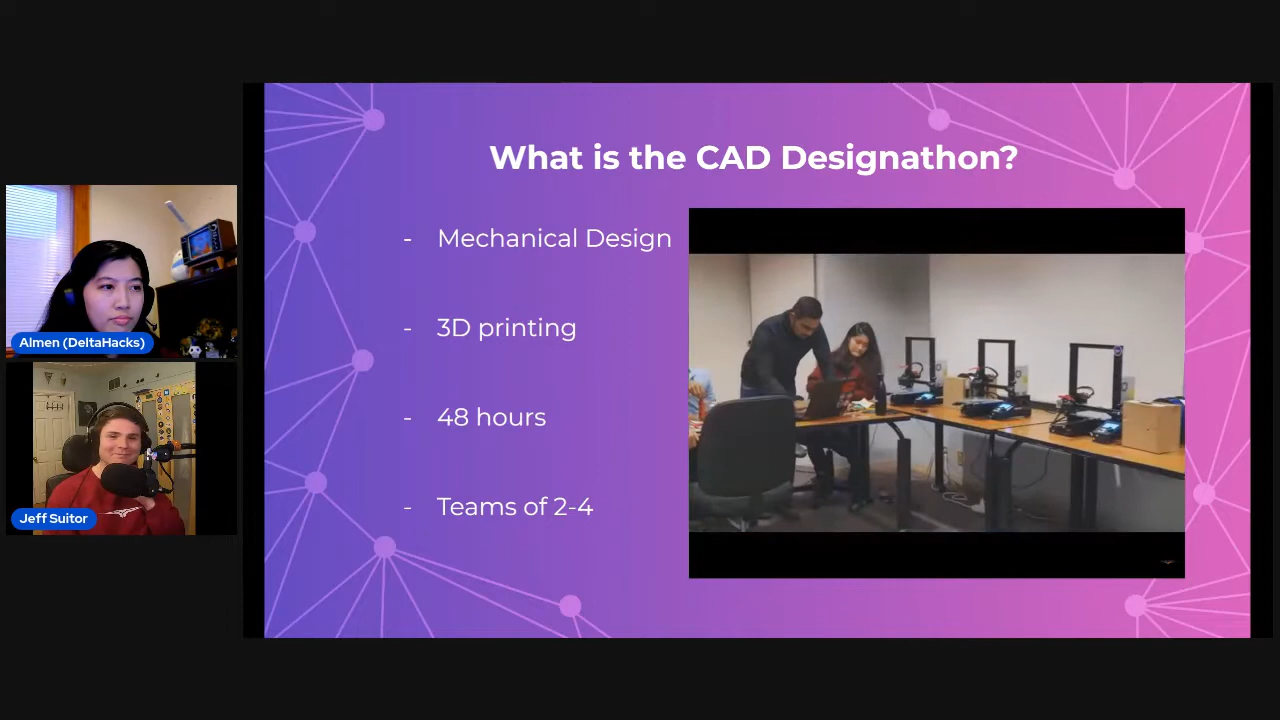 What is the CAD Designathon?
- Mechanical Design
- 3D printing
- 48 hours
- Teams of 2-4
Almen (DeltaHacks)
Jeff Suitor